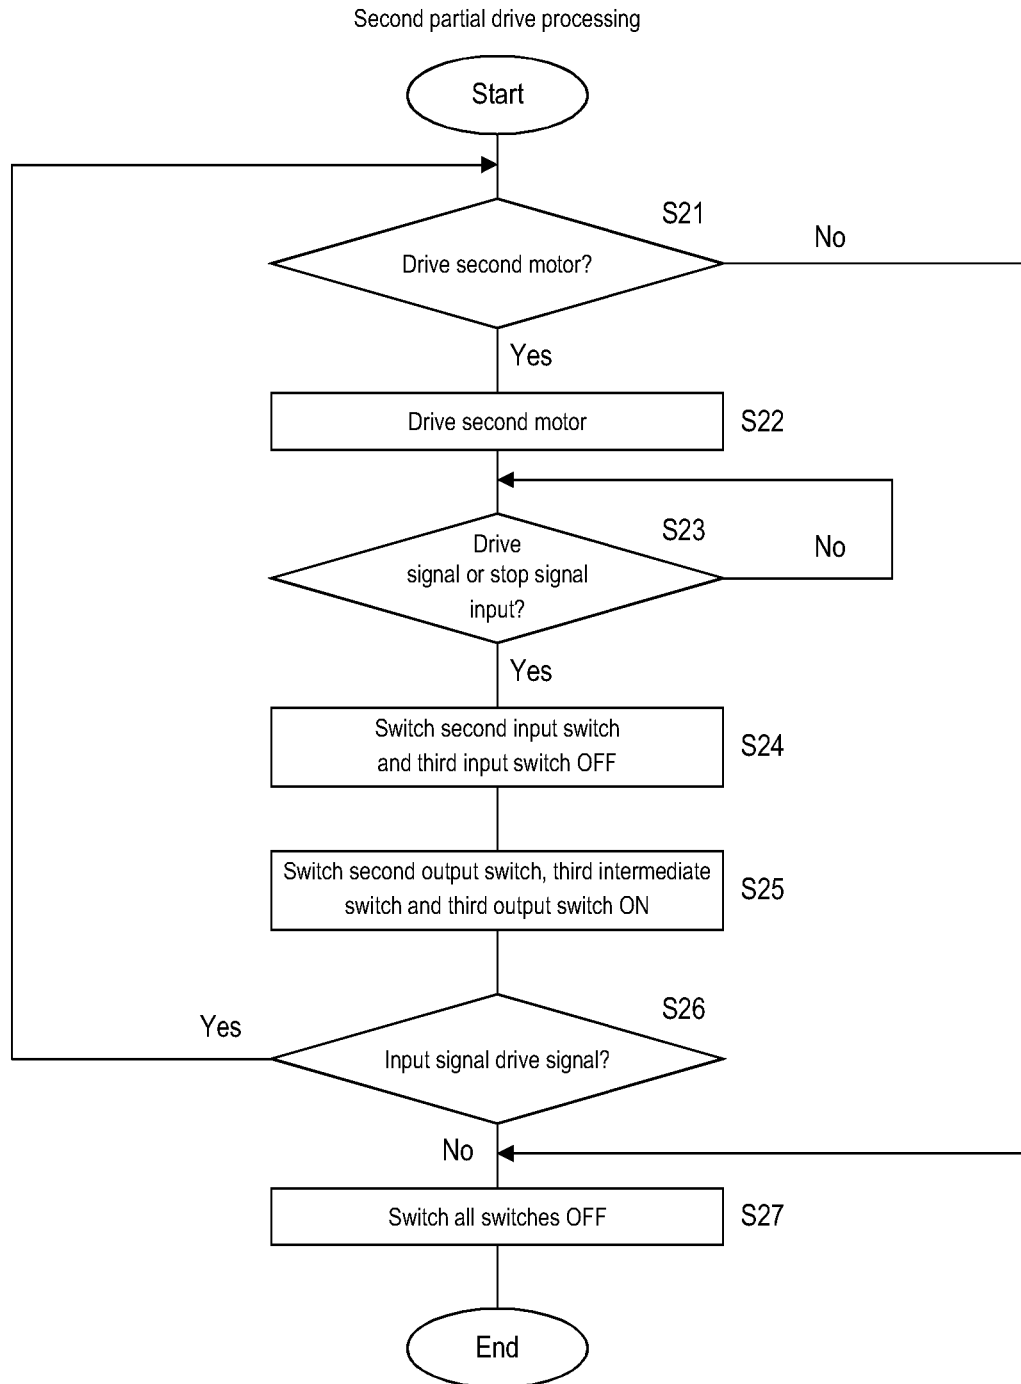 Second partial drive processing
Start
S21
Drive second motor?
No
Yes
Drive second motor
S22
S23
Drive
signal or stop signal
input?
No
Yes
Switch second input switch
and third input switch OFF
S24
Switch second output switch, third intermediate
switch and third output switch ON
S25
S26
Yes
Input signal drive signal?
No
Switch all switches OFF
S27
End